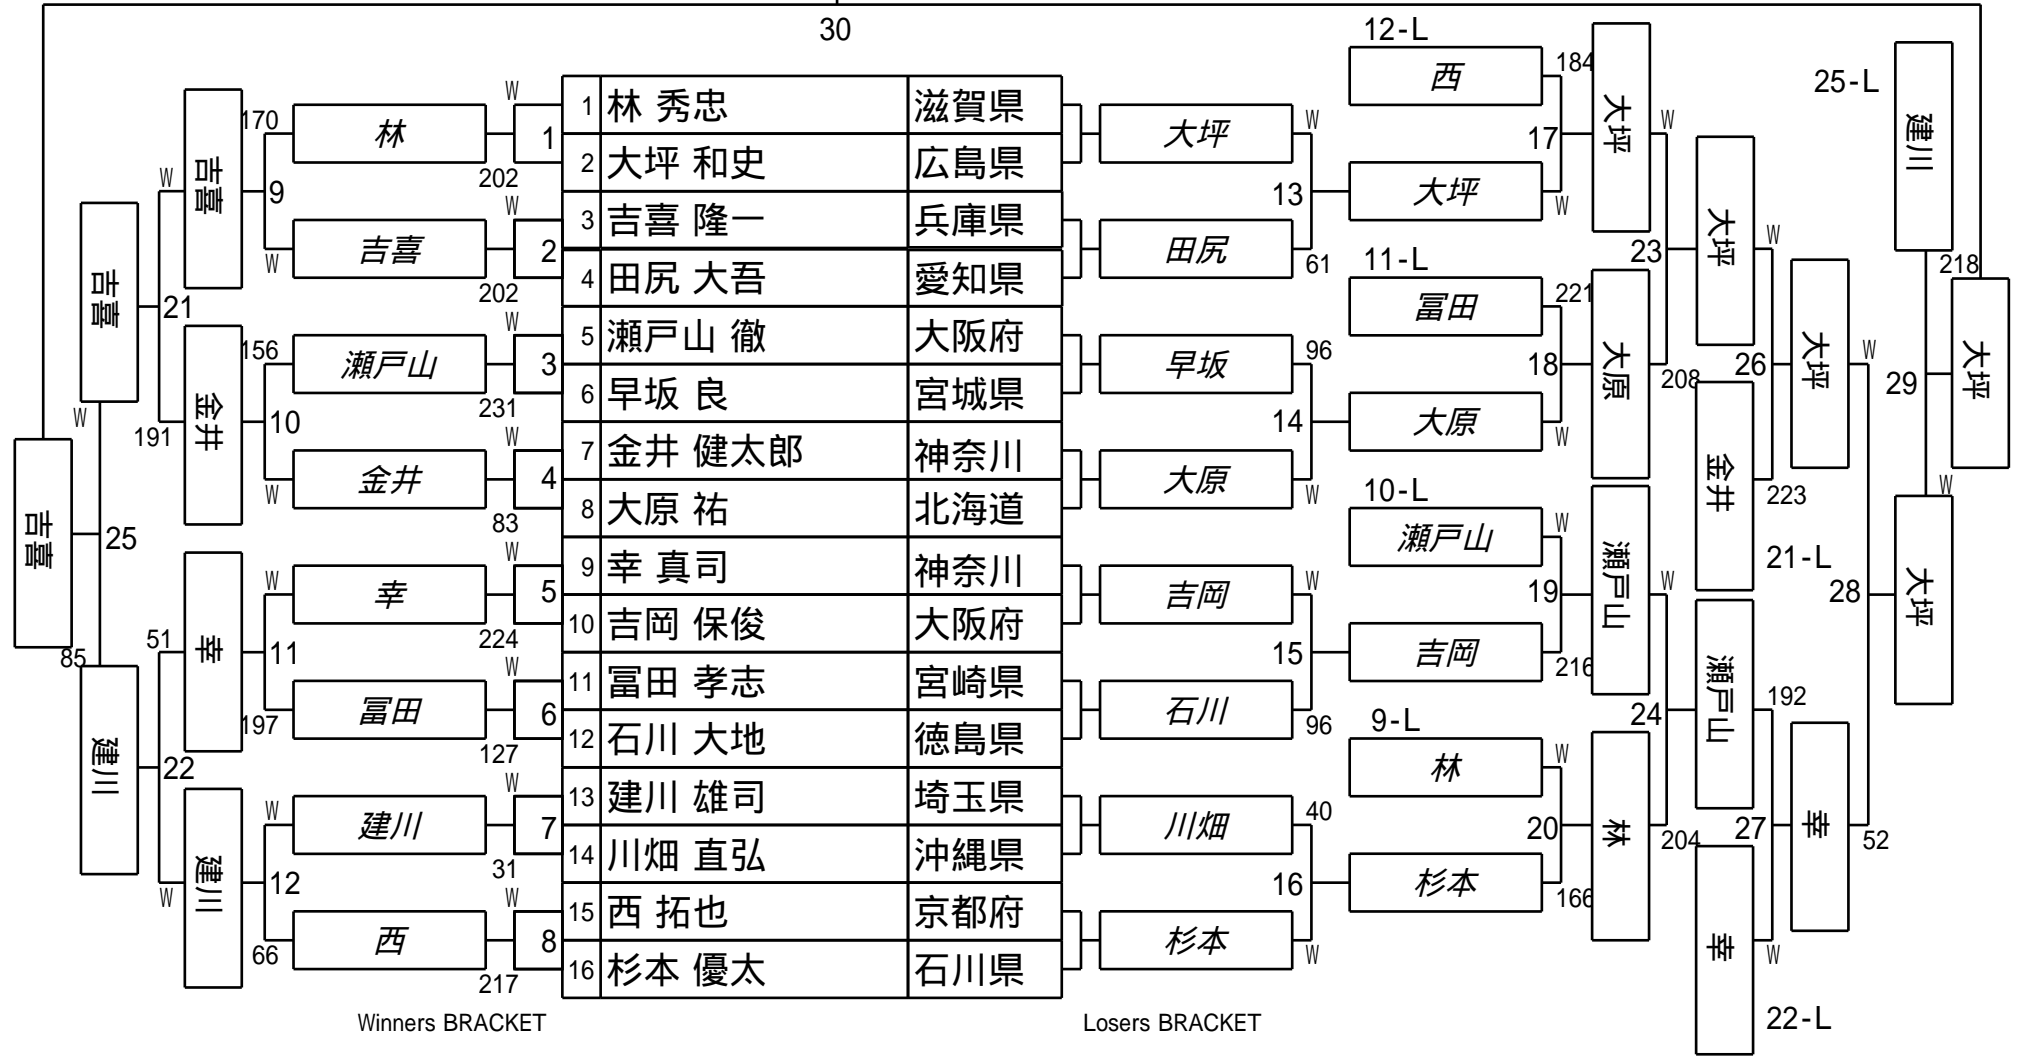 30
12-L
西
184
大坪
25-L
建川
W
1 林 秀忠 滋賀県
170
林
W
1
大坪
W
17
W
2 大坪 和史 広島県
202
吉喜
W
9
大坪
W
13
3 吉喜 隆一 兵庫県
W
吉喜
W
2
田尻
61
11-L
23
大坪
W
218
4 田尻 大吾 愛知県
202
吉喜
21
冨田
221
大坪
W
5 瀬戸山 徹 大阪府
156
瀬戸山
W
3
早坂
96
18
大原
208
26
29
大坪
6 早坂 良 宮城県
231
W
191
金井
10
14
大原
W
7 金井 健太郎 神奈川
W
金井
W
4
大原
W
10-L
金井
223
8 大原 祐 北海道
83
吉喜
25
瀬戸山
W
21-L
大坪
W
9 幸 真司 神奈川
W
幸
W
5
吉岡
W
19
瀬戸山
W
28
10 吉岡 保俊 大阪府
224
51
幸
11
15
吉岡
216
85
11 冨田 孝志 宮崎県
197
冨田
W
6
石川
96
9-L
24
瀬戸山
192
12 石川 大地 徳島県
127
建川
22
林
W
幸
52
13 建川 雄司 埼玉県
W
建川
W
7
川畑
40
20
林
204
27
14 川畑 直弘 沖縄県
31
W
建川
12
16
杉本
166
15 西 拓也 京都府
66
西
W
8
杉本
W
幸
W
16 杉本 優太 石川県
217
Winners BRACKET
Losers BRACKET
22-L